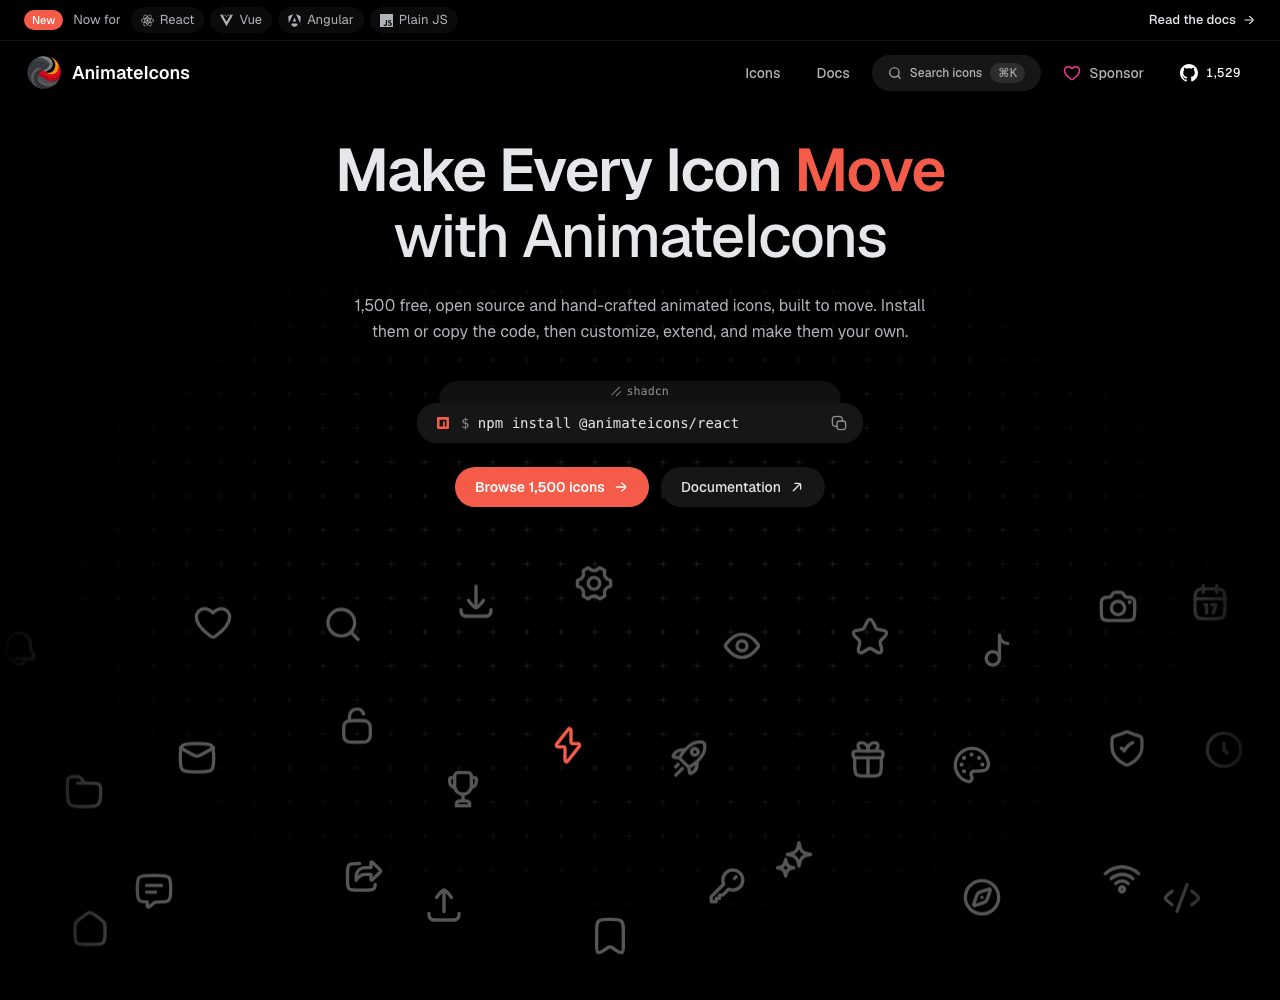 New Now for React Vue Angular Plain JS Read the docs →
AnimateIcons Icons Docs Search icons ⌘K Sponsor 1,529
Make Every Icon Move
with AnimateIcons
1,500 free, open source and hand-crafted animated icons, built to move. Install
them or copy the code, then customize, extend, and make them your own.
shadcn
$ npm install @animateicons/react
Browse 1,500 icons → Documentation ↗
17